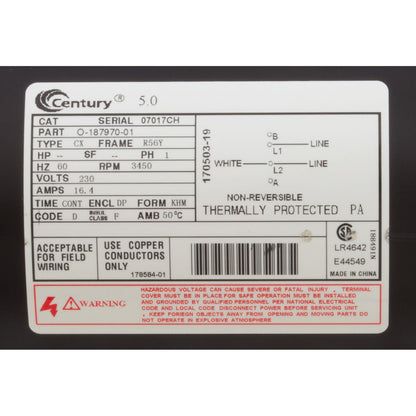 Century® 5.0
CAT SERIAL 07017CH
PART O-187970-01
TYPE CX FRAME R56Y
HP -- SF -- PH 1
HZ 60 RPM 3450
VOLTS 230
AMPS 16.4
TIME CONT ENCL DP FORM KHM
CODE D INSUL CLASS F AMB 50°C
170503-19
B
L1 LINE
WHITE L2 LINE
A
NON-REVERSIBLE
THERMALLY PROTECTED PA
ACCEPTABLE FOR FIELD WIRING
USE COPPER CONDUCTORS ONLY
178584-01
LR4642
E44549
MADE IN CHINA
N169881
WARNING
HAZARDOUS VOLTAGE CAN CAUSE SEVERE OR FATAL INJURY , TERMINAL
COVER MUST BE IN PLACE FOR SAFE OPERATION MUST BE INSTALLED
AND GROUNDED BY QUALIFIED PERSONNEL PER NATIONAL ELECTRICAL
CODE AND LOCAL CODES DISCONNECT POWER BEFORE SERVICING UNIT
, KEEP FOREIGN OBJECTS AWAY FROM OPENING AND MOVING PARTS DO
NOT OPERATE IN EXPLOSIVE ATMOSPHERE